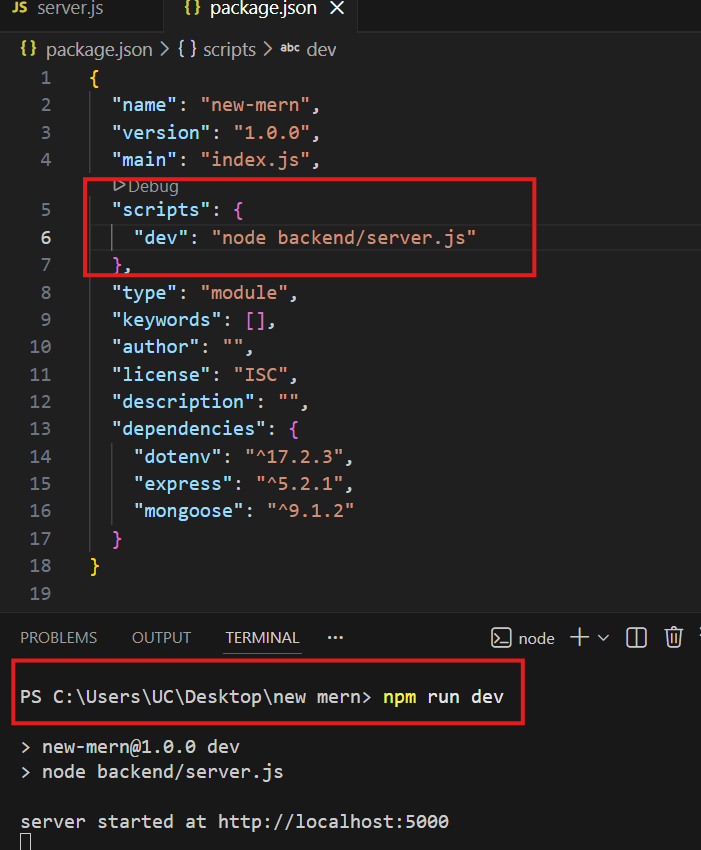 JS server.js
{} package.json X
{} package.json > {} scripts > abc dev
1 {
2 "name": "new-mern",
3 "version": "1.0.0",
4 "main": "index.js",
Debug
5 "scripts": {
6 "dev": "node backend/server.js"
7 },
8 "type": "module",
9 "keywords": [],
10 "author": "",
11 "license": "ISC",
12 "description": "",
13 "dependencies": {
14 "dotenv": "^17.2.3",
15 "express": "^5.2.1",
16 "mongoose": "^9.1.2"
17 }
18 }
19
PROBLEMS OUTPUT TERMINAL ··· node
PS C:\Users\UC\Desktop\new mern> npm run dev
> new-mern@1.0.0 dev
> node backend/server.js
server started at http://localhost:5000